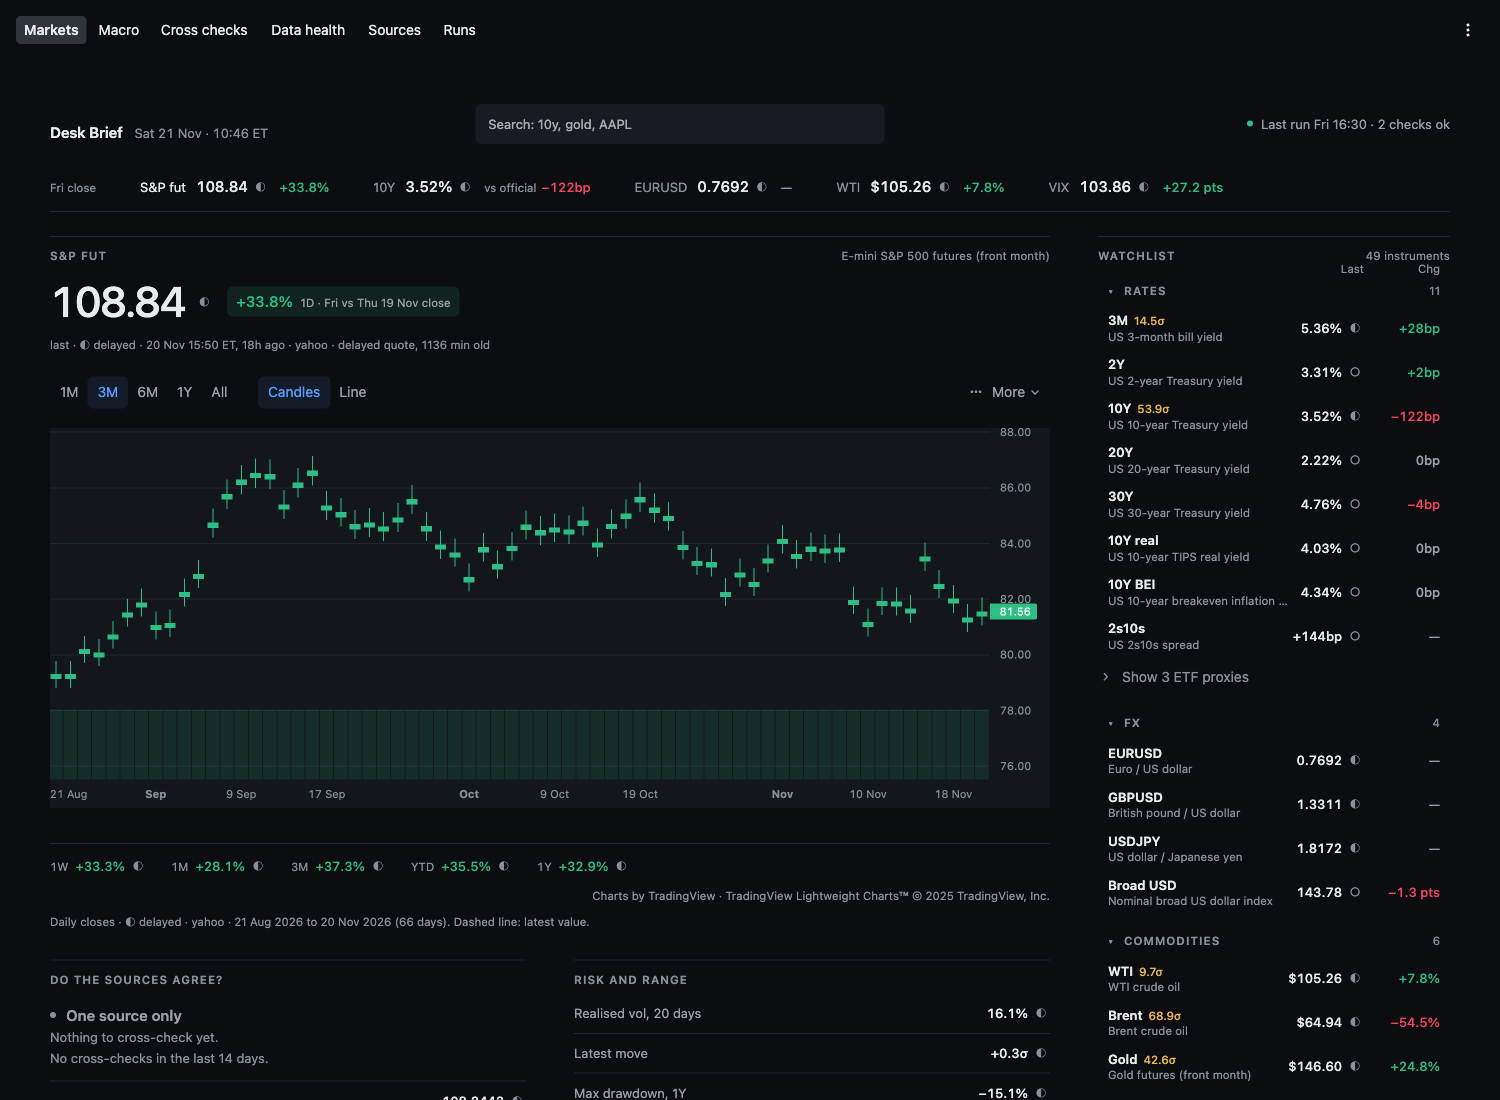 Markets Macro Cross checks Data health Sources Runs
Desk Brief Sat 21 Nov · 10:46 ET
Search: 10y, gold, AAPL
Last run Fri 16:30 · 2 checks ok
Fri close S&P fut 108.84 +33.8% 10Y 3.52% vs official −122bp EURUSD 0.7692 — WTI $105.26 +7.8% VIX 103.86 +27.2 pts
S&P FUT
E-mini S&P 500 futures (front month)
108.84 +33.8% 1D · Fri vs Thu 19 Nov close
last · delayed · 20 Nov 15:50 ET, 18h ago · yahoo · delayed quote, 1136 min old
1M 3M 6M 1Y All Candles Line
··· More
88.00
86.00
84.00
82.00
81.56
80.00
78.00
76.00
21 Aug Sep 9 Sep 17 Sep Oct 9 Oct 19 Oct Nov 10 Nov 18 Nov
1W +33.3% 1M +28.1% 3M +37.3% YTD +35.5% 1Y +32.9%
Charts by TradingView · TradingView Lightweight Charts™ © 2025 TradingView, Inc.
Daily closes · delayed · yahoo · 21 Aug 2026 to 20 Nov 2026 (66 days). Dashed line: latest value.
DO THE SOURCES AGREE?
One source only
Nothing to cross-check yet.
No cross-checks in the last 14 days.
RISK AND RANGE
Realised vol, 20 days 16.1%
Latest move +0.3σ
Max drawdown, 1Y −15.1%
WATCHLIST 49 instruments
Last Chg
RATES 11
3M 14.5σ 5.36% +28bp
US 3-month bill yield
2Y 3.31% +2bp
US 2-year Treasury yield
10Y 53.9σ 3.52% −122bp
US 10-year Treasury yield
20Y 2.22% 0bp
US 20-year Treasury yield
30Y 4.76% −4bp
US 30-year Treasury yield
10Y real 4.03% 0bp
US 10-year TIPS real yield
10Y BEI 4.34% 0bp
US 10-year breakeven inflation ...
2s10s +144bp —
US 2s10s spread
Show 3 ETF proxies
FX 4
EURUSD 0.7692 —
Euro / US dollar
GBPUSD 1.3311 —
British pound / US dollar
USDJPY 1.8172 —
US dollar / Japanese yen
Broad USD 143.78 −1.3 pts
Nominal broad US dollar index
COMMODITIES 6
WTI 9.7σ $105.26 +7.8%
WTI crude oil
Brent 68.9σ $64.94 −54.5%
Brent crude oil
Gold 42.6σ $146.60 +24.8%
Gold futures (front month)